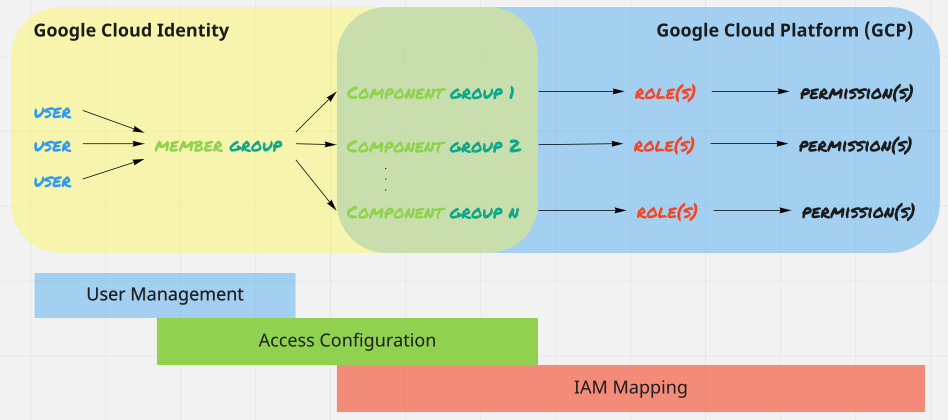 Google Cloud Identity
Google Cloud Platform (GCP)
USER
USER
USER
MEMBER GROUP
COMPONENT GROUP 1
ROLE(S)
PERMISSION(S)
COMPONENT GROUP 2
ROLE(S)
PERMISSION(S)
COMPONENT GROUP N
ROLE(S)
PERMISSION(S)
User Management
Access Configuration
IAM Mapping